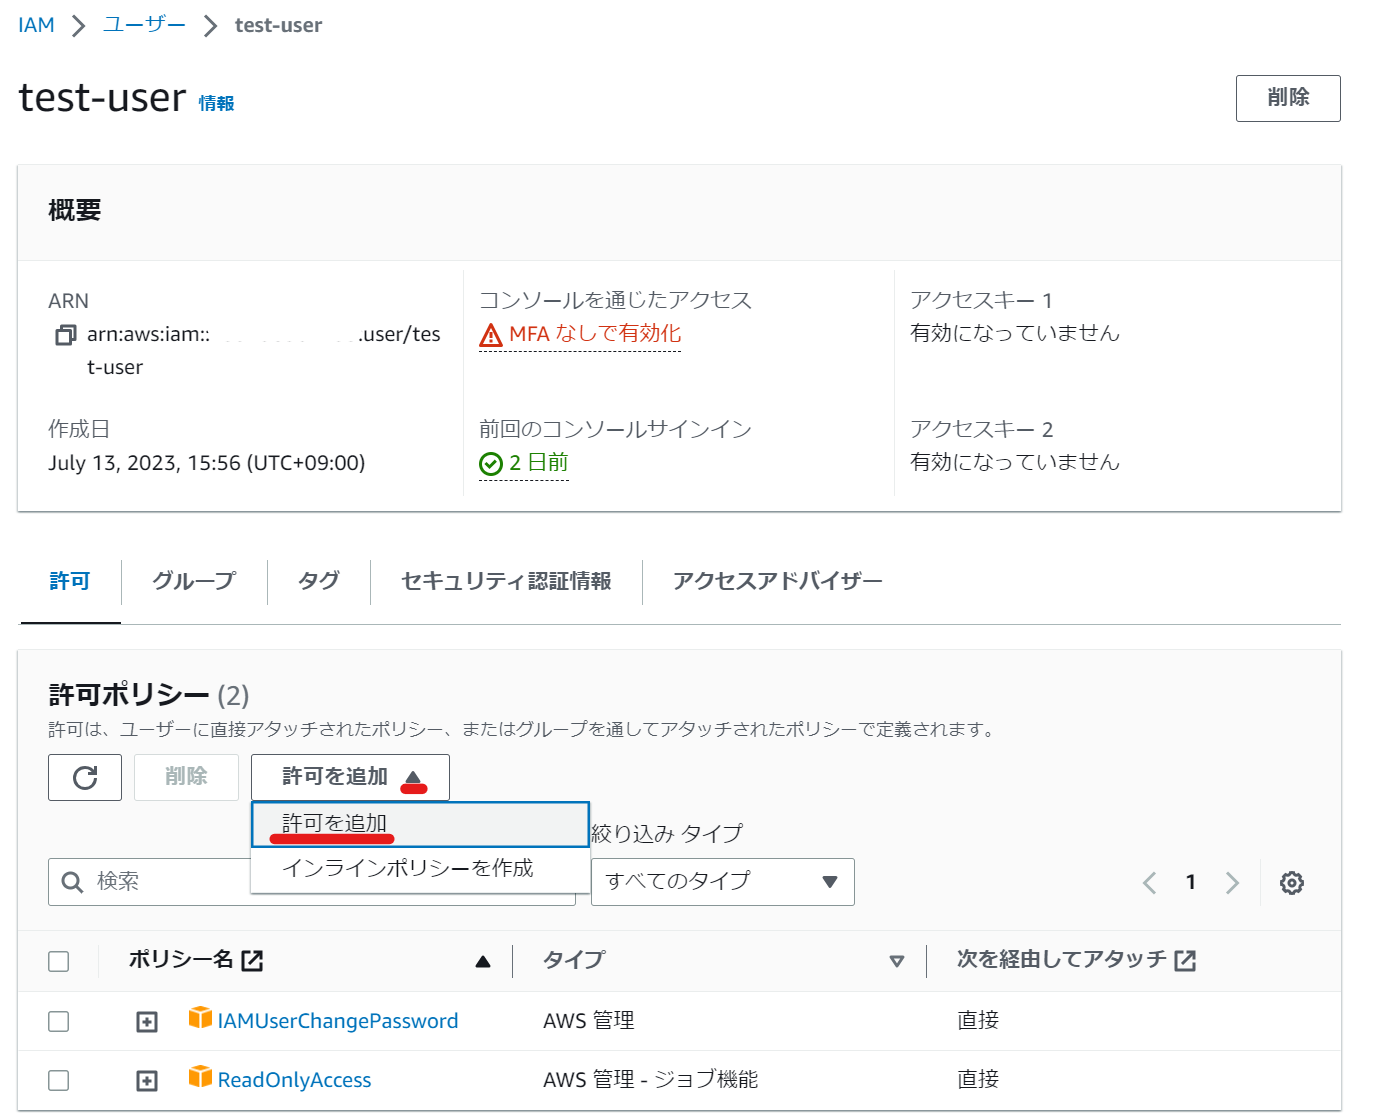 IAM
ユーザー
test-user
test-user 情報
削除
概要
ARN
arn:aws:iam::
.user/tes
t-user
作成日
July 13, 2023, 15:56 (UTC+09:00)
コンソールを通じたアクセス
MFA なしで有効化
前回のコンソールサインイン
2 日前
アクセスキー 1
有効になっていません
アクセスキー 2
有効になっていません
許可
グループ
タグ
セキュリティ認証情報
アクセスアドバイザー
許可ポリシー (2)
許可は、ユーザーに直接アタッチされたポリシー、またはグループを通してアタッチされたポリシーで定義されます。
削除
許可を追加
許可を追加
インラインポリシーを作成
絞り込み タイプ
検索
すべてのタイプ
1
ポリシー名
タイプ
次を経由してアタッチ
IAMUserChangePassword
AWS 管理
直接
ReadOnlyAccess
AWS 管理 - ジョブ機能
直接